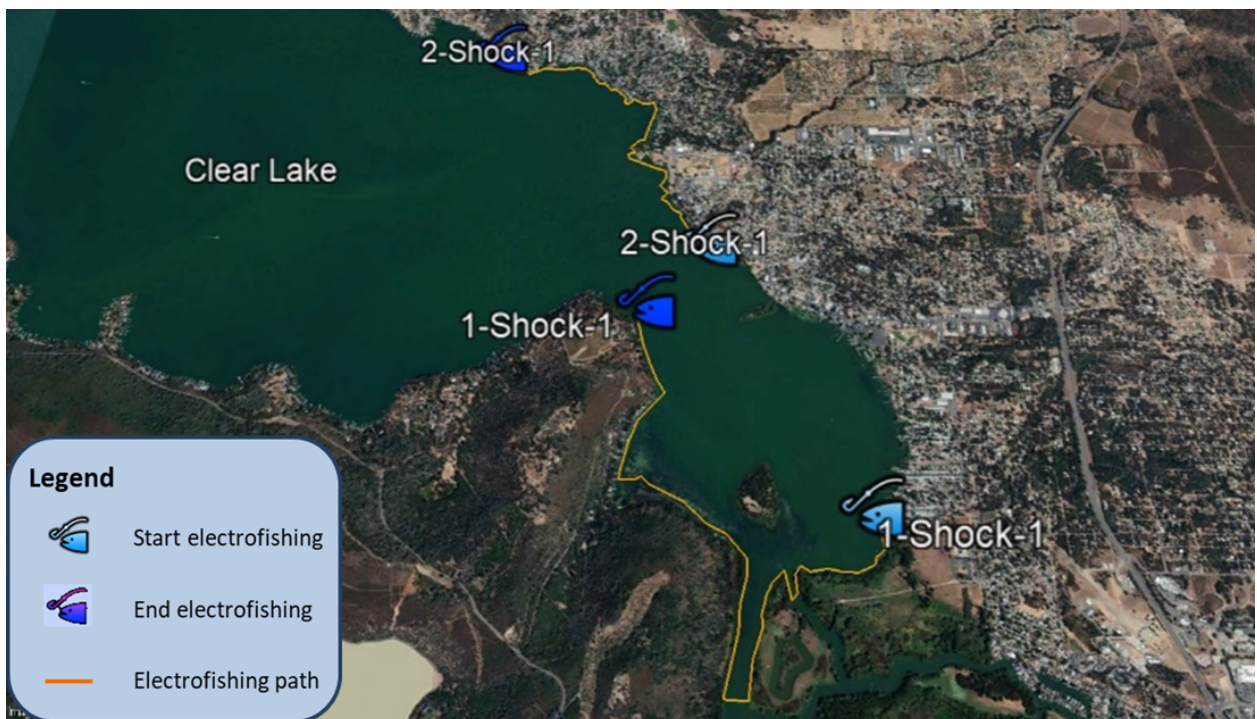 2-Shock-1
Clear Lake
2-Shock-1
1-Shock-1
1-Shock-1
Legend
Start electrofishing
End electrofishing
Electrofishing path